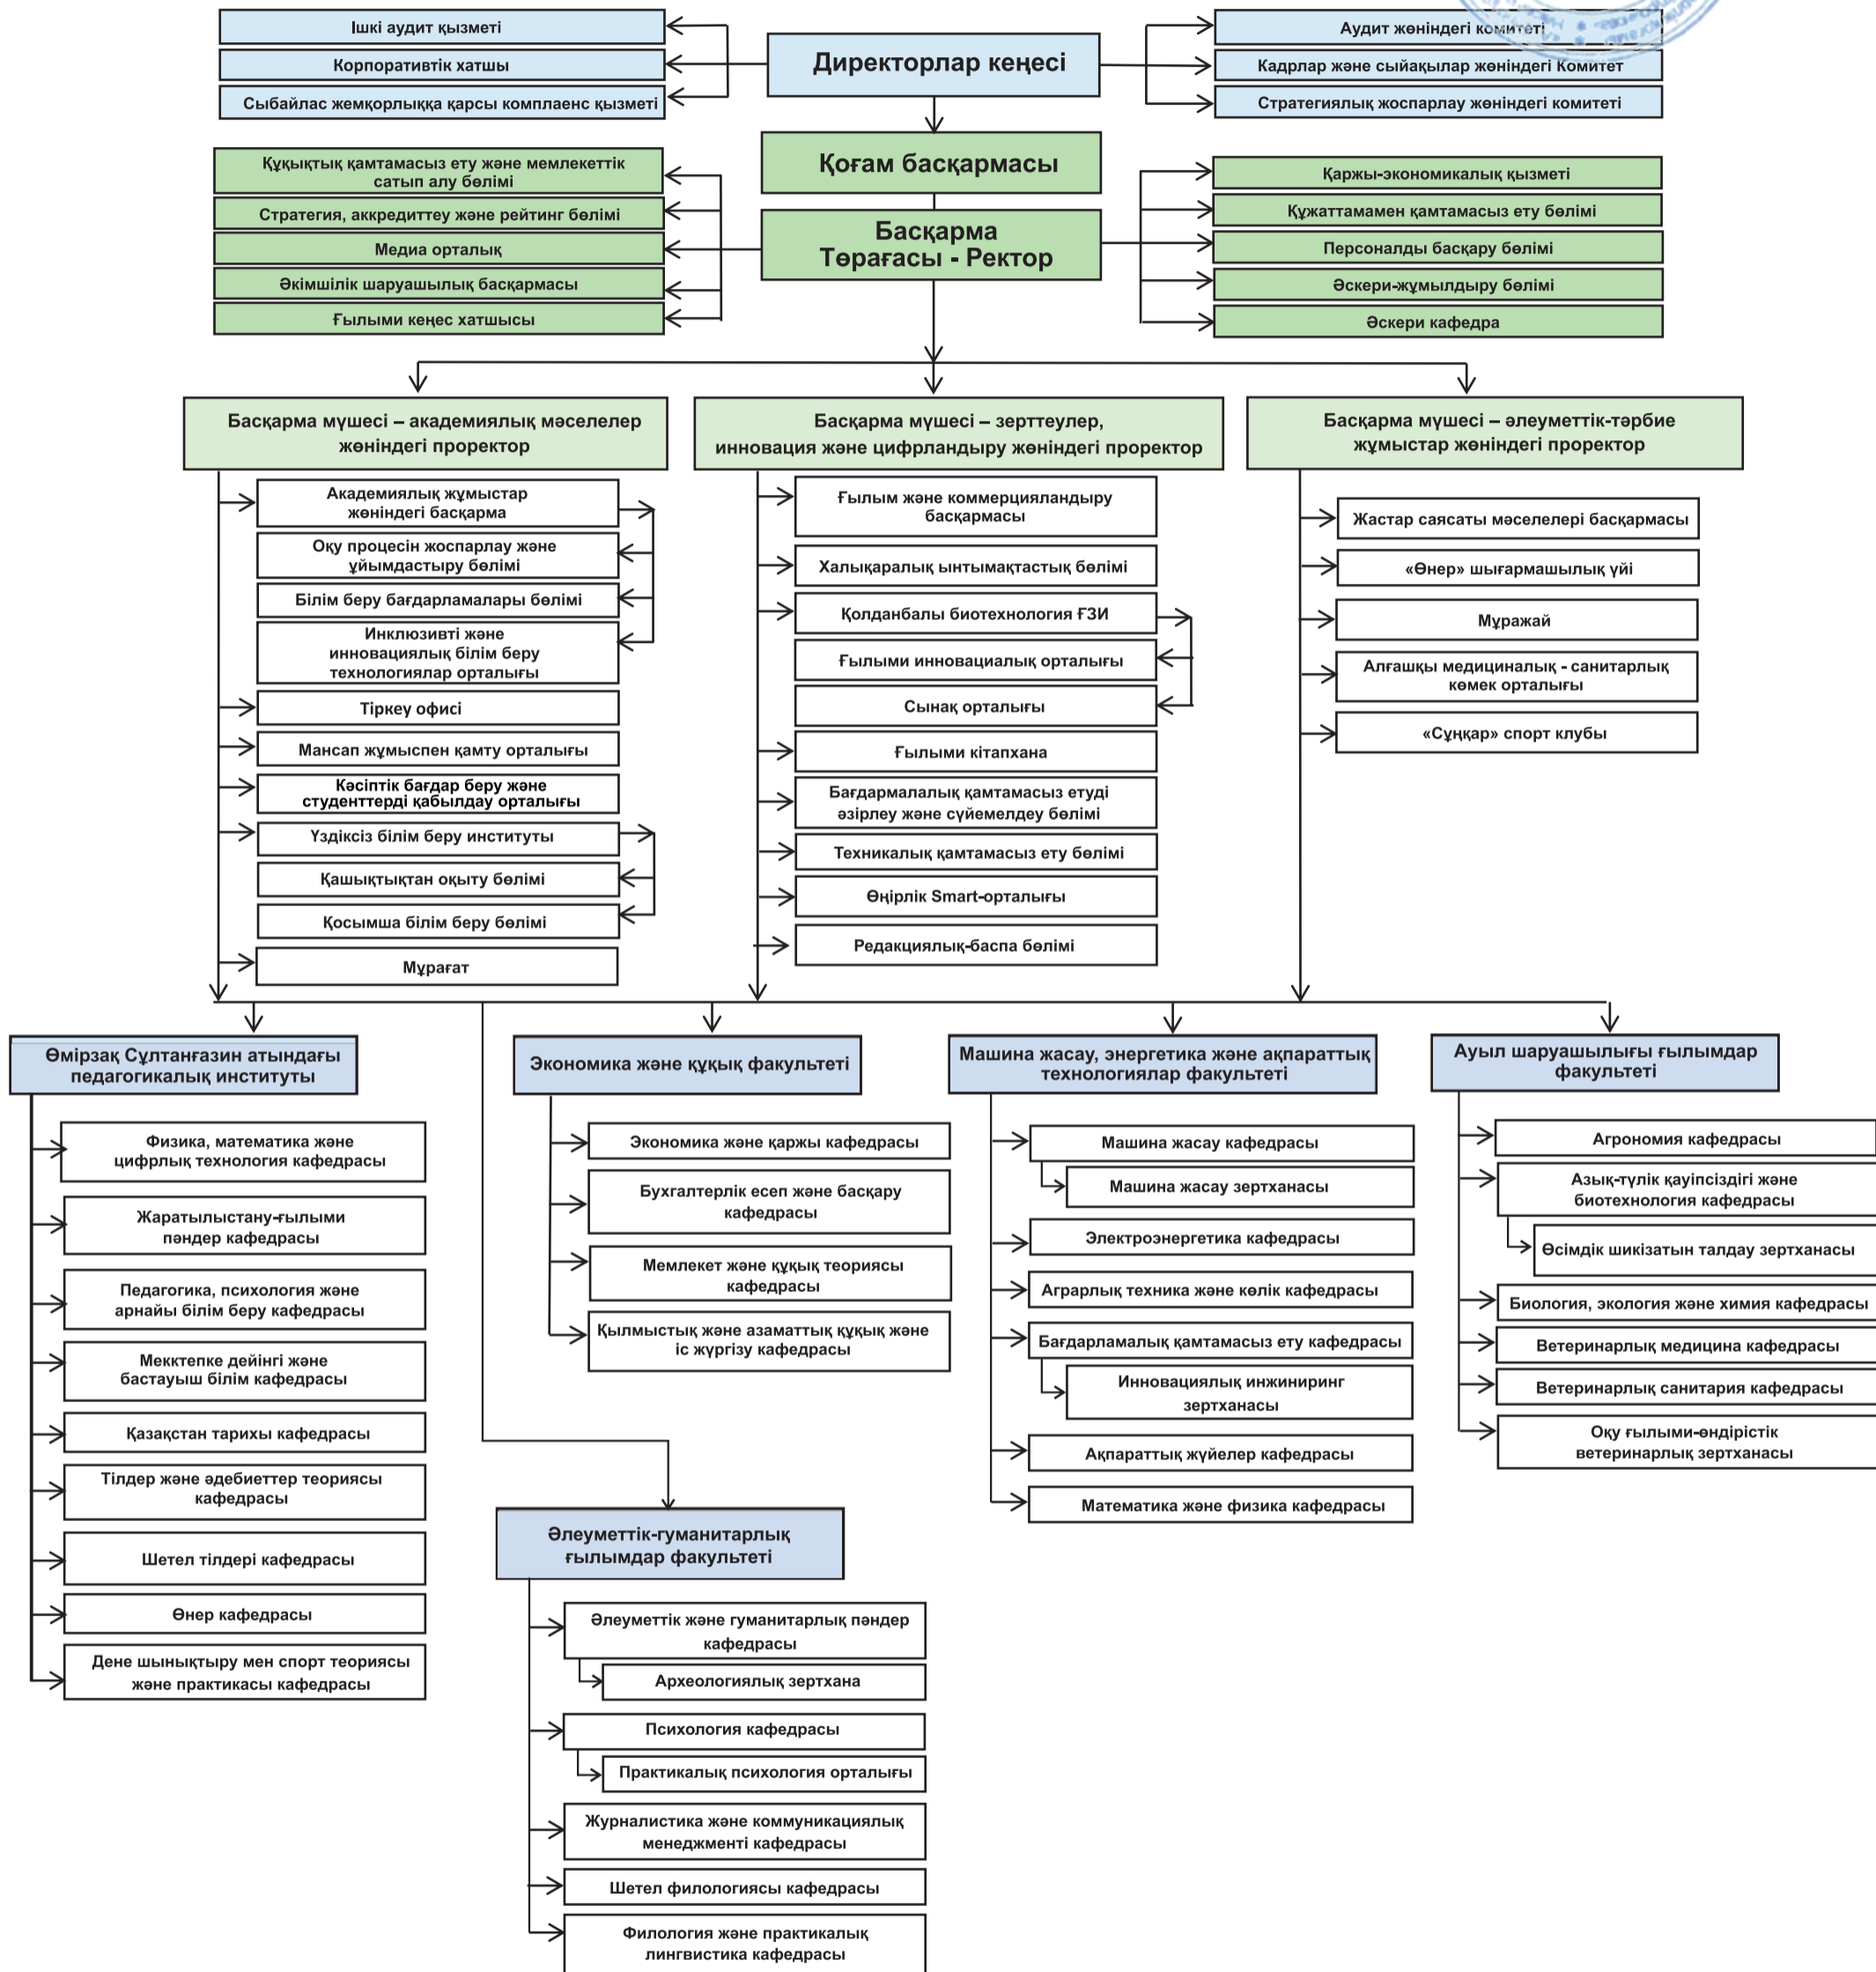 Ішкі аудит қызметі
Корпоративтік хатшы
Сыбайлас жемқорлыққа қарсы комплаенс қызметі
Директорлар кеңесі
Аудит жөніндегі комитеті
Кадрлар және сыйақылар жөніндегі Комитет
Стратегиялық жоспарлау жөніндегі комитеті
Қоғам басқармасы
Басқарма
Төрағасы - Ректор
Құқықтық қамтамасыз ету және мемлекеттік
сатып алу бөлімі
Стратегия, аккредиттеу және рейтинг бөлімі
Медиа орталық
Әкімшілік шаруашылық басқармасы
Ғылыми кеңес хатшысы
Қаржы-экономикалық қызметі
Құжаттамамен қамтамасыз ету бөлімі
Персоналды басқару бөлімі
Әскери-жұмылдыру бөлімі
Әскери кафедра
Басқарма мүшесі – академиялық мәселелер
жөніндегі проректор
Академиялық жұмыстар
жөніндегі басқарма
Оқу процесін жоспарлау және
ұйымдастыру бөлімі
Білім беру бағдарламалары бөлімі
Инклюзивті және
инновациялық білім беру
технологиялар орталығы
Тіркеу офисі
Мансап жұмыспен қамту орталығы
Кәсіптік бағдар беру және
студенттерді қабылдау орталығы
Үздіксіз білім беру институты
Қашықтықтан оқыту бөлімі
Қосымша білім беру бөлімі
Мұрағат
Басқарма мүшесі – зерттеулер,
инновация және цифрландыру жөніндегі проректор
Ғылым және коммерцияландыру
басқармасы
Халықаралық ынтымақтастық бөлімі
Қолданбалы биотехнология ҒЗИ
Ғылыми инновациалық орталығы
Сынақ орталығы
Ғылыми кітапхана
Бағдармалалық қамтамасыз етуді
әзірлеу және сүйемелдеу бөлімі
Техникалық қамтамасыз ету бөлімі
Өңірлік Smart-орталығы
Редакциялық-баспа бөлімі
Басқарма мүшесі – әлеуметтік-тәрбие
жұмыстар жөніндегі проректор
Жастар саясаты мәселелері басқармасы
«Өнер» шығармашылық үйі
Мұражай
Алғашқы медициналық - санитарлық
көмек орталығы
«Сұңқар» спорт клубы
Өмірзақ Сұлтанғазин атындағы
педагогикалық институты
Физика, математика және
цифрлық технология кафедрасы
Жаратылыстану-ғылыми
пәндер кафедрасы
Педагогика, психология және
арнайы білім беру кафедрасы
Мекктепке дейінгі және
бастауыш білім кафедрасы
Қазақстан тарихы кафедрасы
Тілдер және әдебиеттер теориясы
кафедрасы
Шетел тілдері кафедрасы
Өнер кафедрасы
Дене шынықтыру мен спорт теориясы
және практикасы кафедрасы
Экономика және құқық факультеті
Экономика және қаржы кафедрасы
Бухгалтерлік есеп және басқару
кафедрасы
Мемлекет және құқық теориясы
кафедрасы
Қылмыстық және азаматтық құқық және
іс жүргізу кафедрасы
Әлеуметтік-гуманитарлық
ғылымдар факультеті
Әлеуметтік және гуманитарлық пәндер
кафедрасы
Археологиялық зертхана
Психология кафедрасы
Практикалық психология орталығы
Журналистика және коммуникациялық
менеджменті кафедрасы
Шетел филологиясы кафедрасы
Филология және практикалық
лингвистика кафедрасы
Машина жасау, энергетика және ақпараттық
технологиялар факультеті
Машина жасау кафедрасы
Машина жасау зертханасы
Электроэнергетика кафедрасы
Аграрлық техника және көлік кафедрасы
Бағдарламалық қамтамасыз ету кафедрасы
Инновациялық инжиниринг
зертханасы
Ақпараттық жүйелер кафедрасы
Математика және физика кафедрасы
Ауыл шаруашылығы ғылымдар
факультеті
Агрономия кафедрасы
Азық-түлік қауіпсіздігі және
биотехнология кафедрасы
Өсімдік шикізатын талдау зертханасы
Биология, экология және химия кафедрасы
Ветеринарлық медицина кафедрасы
Ветеринарлық санитария кафедрасы
Оқу ғылыми-өндірістік
ветеринарлық зертханасы